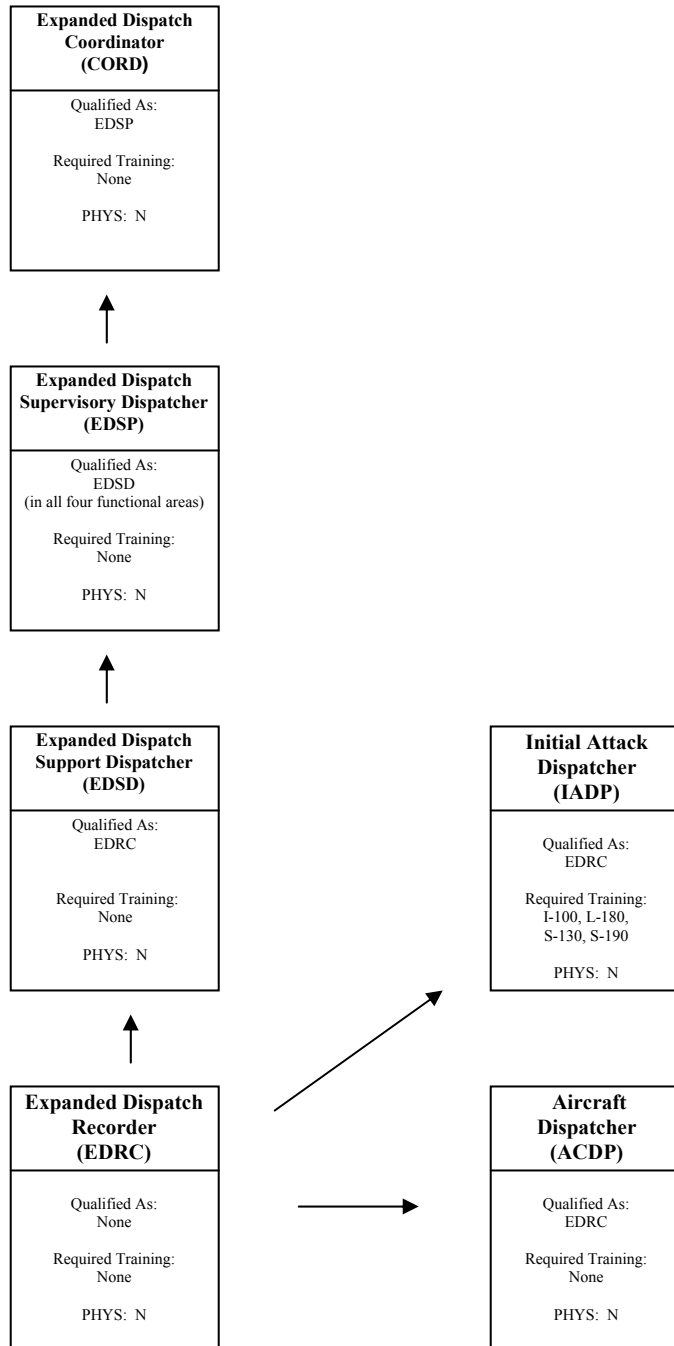 Expanded Dispatch
Coordinator
(CORD)
Qualified As:
EDSP
Required Training:
None
PHYS: N
Expanded Dispatch
Supervisory Dispatcher
(EDSP)
Qualified As:
EDSD
(in all four functional areas)
Required Training:
None
PHYS: N
Expanded Dispatch
Support Dispatcher
(EDSD)
Qualified As:
EDRC
Required Training:
None
PHYS: N
Initial Attack
Dispatcher
(IADP)
Qualified As:
EDRC
Required Training:
I-100, L-180,
S-130, S-190
PHYS: N
Expanded Dispatch
Recorder
(EDRC)
Qualified As:
None
Required Training:
None
PHYS: N
Aircraft
Dispatcher
(ACDP)
Qualified As:
EDRC
Required Training:
None
PHYS: N